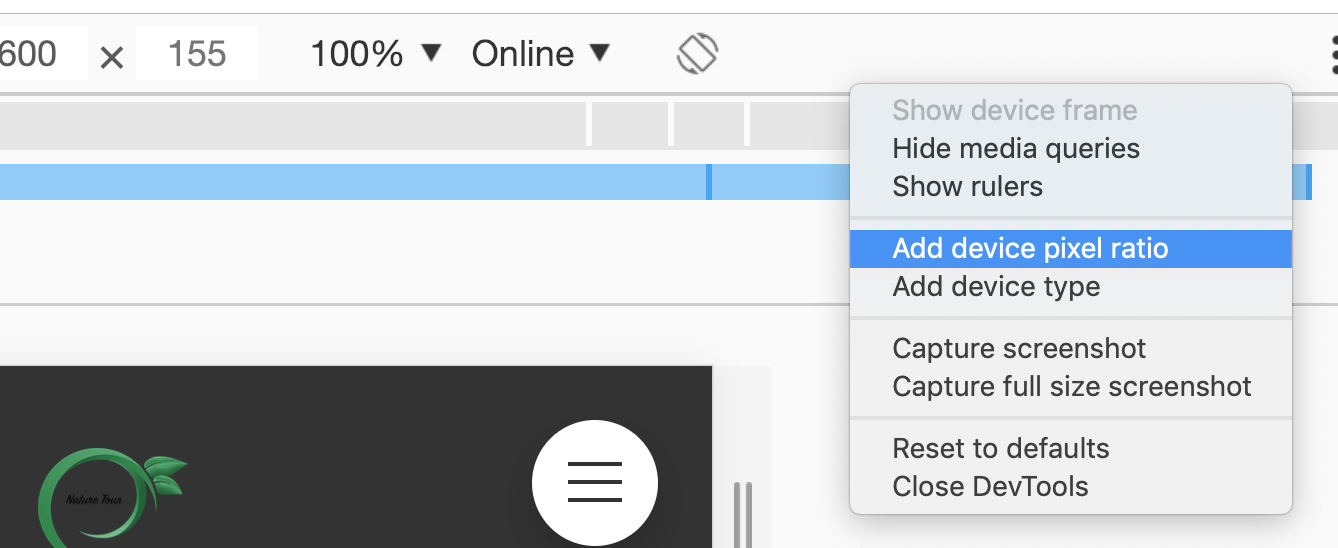 600 × 155 100% ▼ Online ▼
Show device frame
Hide media queries
Show rulers
Add device pixel ratio
Add device type
Capture screenshot
Capture full size screenshot
Reset to defaults
Close DevTools
Nature Tour